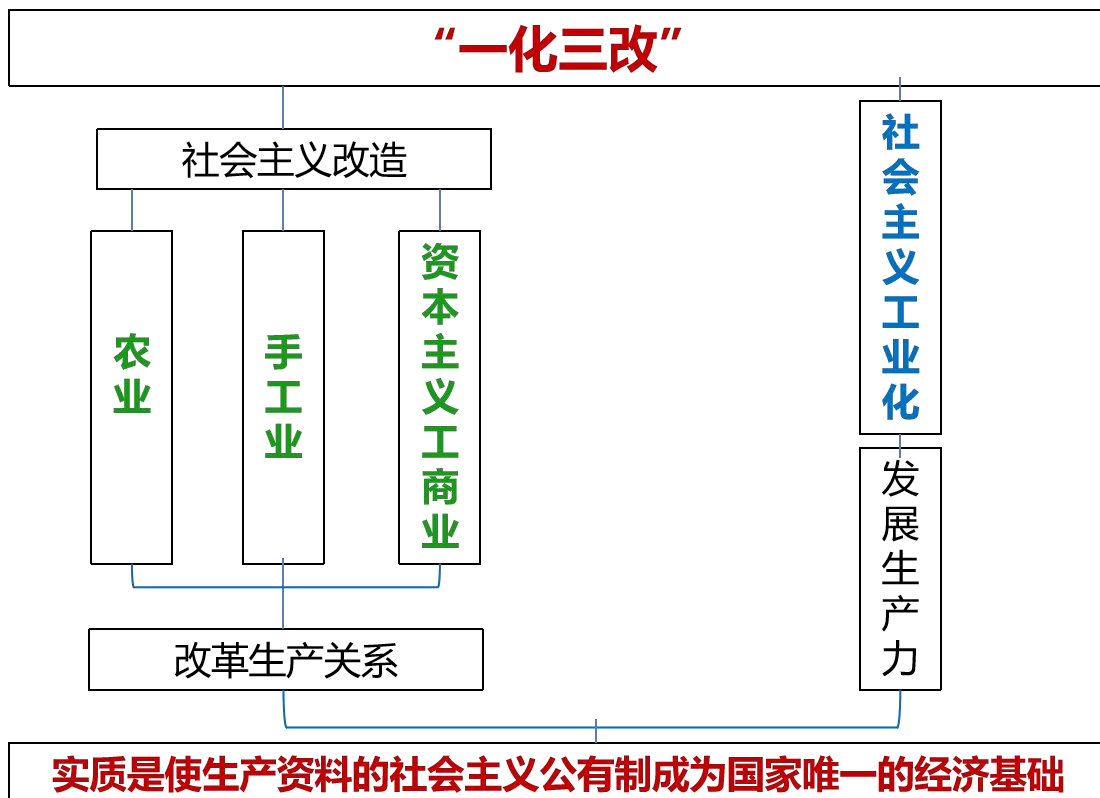 “一化三改”
社会主义改造
农业
手工业
资本主义工商业
改革生产关系
社会主义工业化
发展生产力
实质是使生产资料的社会主义公有制成为国家唯一的经济基础